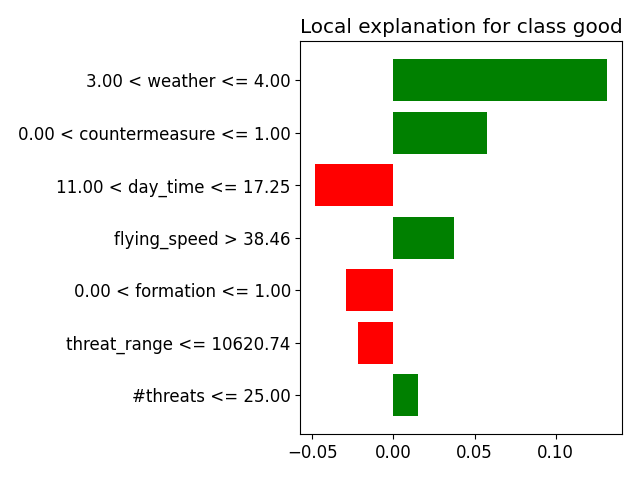 Local explanation for class good
3.00 < weather <= 4.00
0.00 < countermeasure <= 1.00
11.00 < day_time <= 17.25
flying_speed > 38.46
0.00 < formation <= 1.00
threat_range <= 10620.74
#threats <= 25.00
−0.05 0.00 0.05 0.10